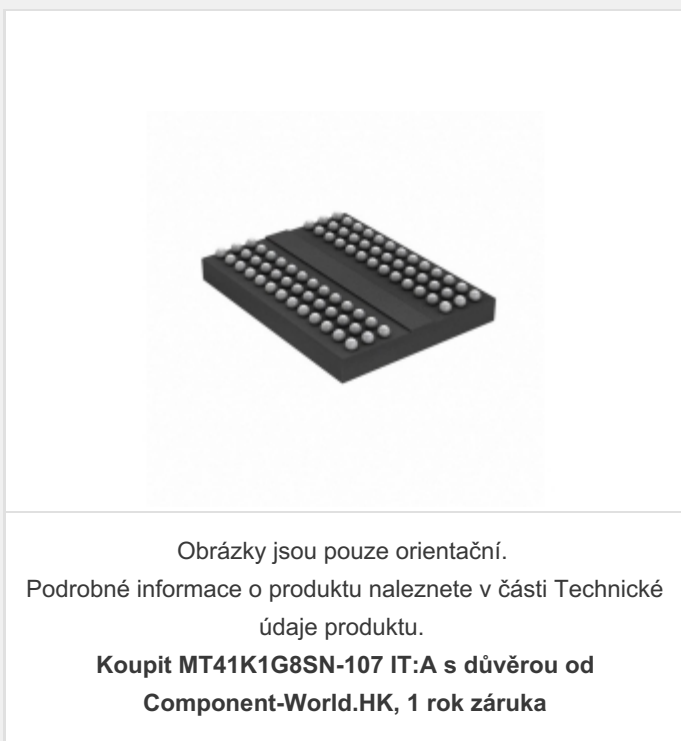 Obrázky jsou pouze orientační.
Podrobné informace o produktu naleznete v části Technické
údaje produktu.
Koupit MT41K1G8SN-107 IT:A s důvěrou od
Component-World.HK, 1 rok záruka